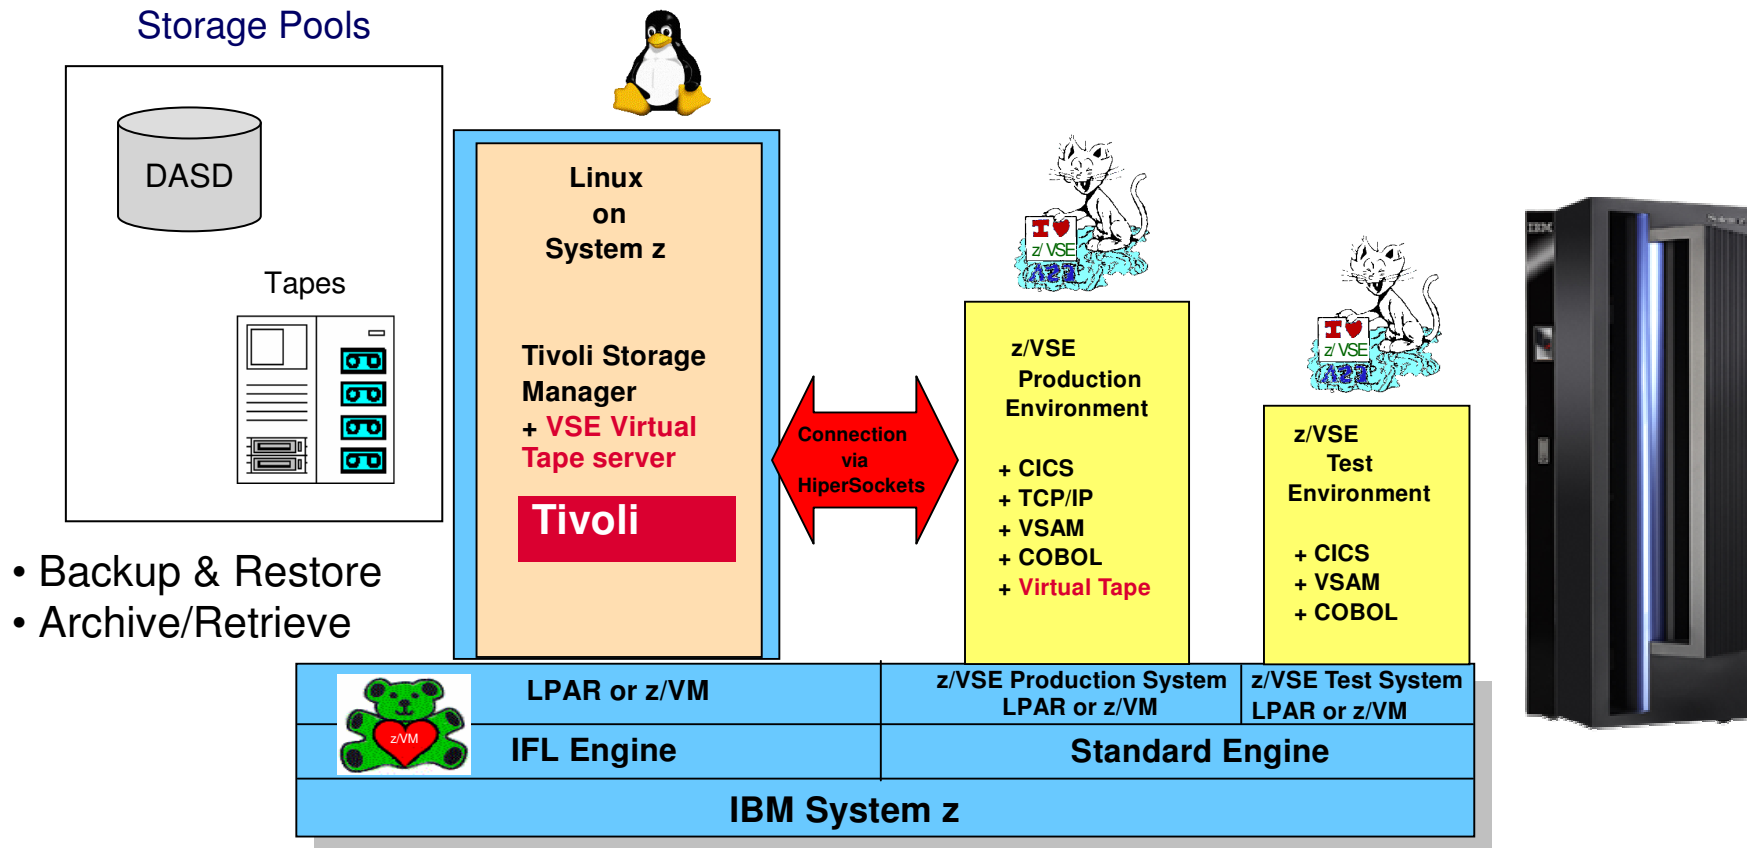 Storage Pools
DASD
Tapes
• Backup & Restore
• Archive/Retrieve
Linux
on
System z
Tivoli Storage
Manager
+ VSE Virtual
Tape server
Tivoli
Connection
via
HiperSockets
I
z/ VSE
z/VSE
Production
Environment
+ CICS
+ TCP/IP
+ VSAM
+ COBOL
+ Virtual Tape
I
z/ VSE
z/VSE
Test
Environment
+ CICS
+ VSAM
+ COBOL
IBM
z/VM
LPAR or z/VM
z/VSE Production System
LPAR or z/VM
z/VSE Test System
LPAR or z/VM
IFL Engine
Standard Engine
IBM System z